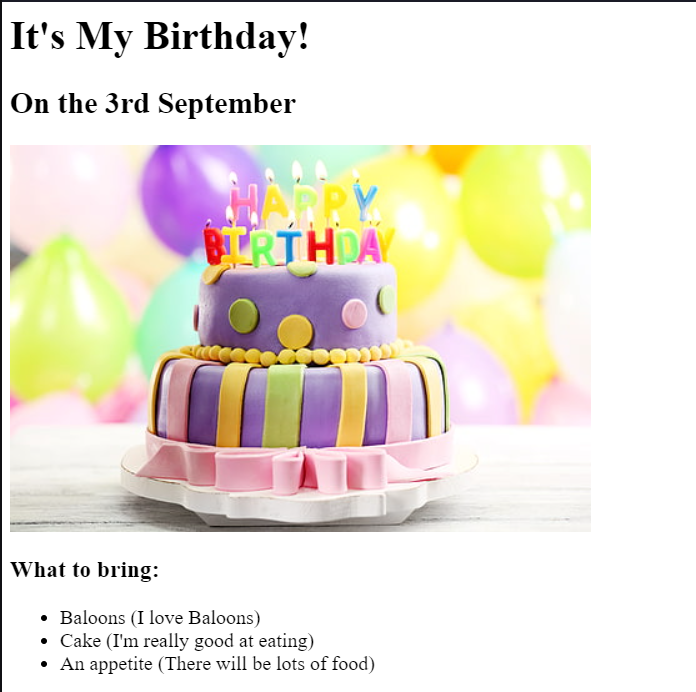 It's My Birthday!
On the 3rd September
HAPPY
BIRTHDAY
What to bring:
Baloons (I love Baloons)
Cake (I'm really good at eating)
An appetite (There will be lots of food)